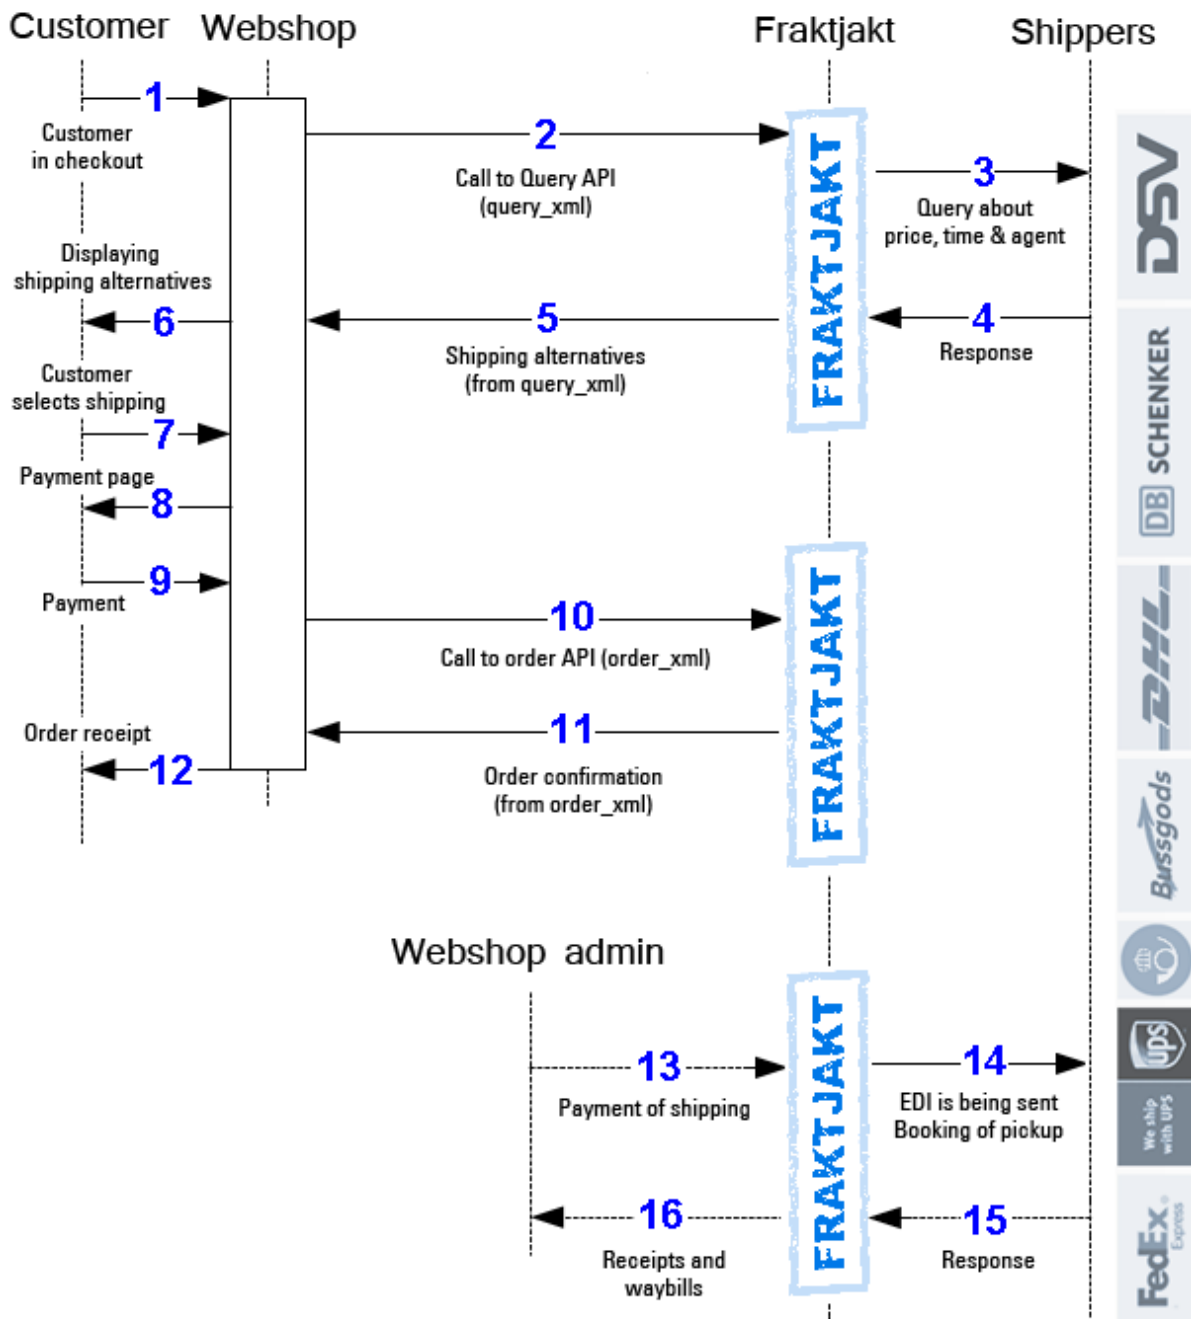 Customer Webshop Fraktjakt Shippers
1
Customer
in checkout
2
Call to Query API
(query_xml)
3
Query about
price, time & agent
4
Response
5
Shipping alternatives
(from query_xml)
Displaying
shipping alternatives
6
Customer
selects shipping
7
Payment page
8
9
Payment
10
Call to order API (order_xml)
11
Order confirmation
(from order_xml)
Order receipt
12
Webshop admin
13
Payment of shipping
14
EDI is being sent
Booking of pickup
15
Response
16
Receipts and
waybills
FRAKTJAKT
FRAKTJAKT
FRAKTJAKT
DSV
DB SCHENKER
DHL
Bussgods
ups
We ship
with UPS
FedEx®
Express